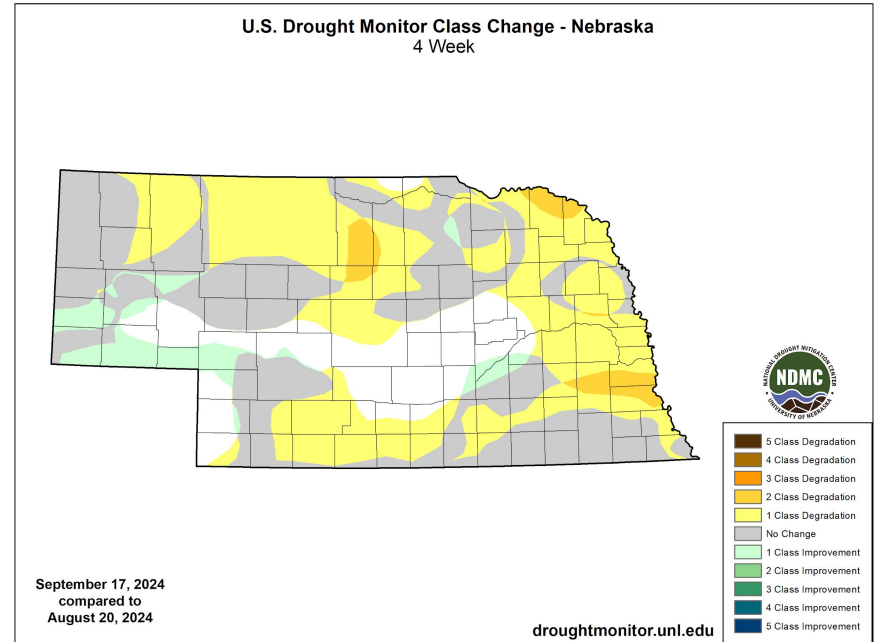 U.S. Drought Monitor Class Change - Nebraska
4 Week
NATIONAL DROUGHT MITIGATION CENTER
NDMC
UNIVERSITY OF NEBRASKA
5 Class Degradation
4 Class Degradation
3 Class Degradation
2 Class Degradation
1 Class Degradation
No Change
1 Class Improvement
2 Class Improvement
3 Class Improvement
4 Class Improvement
5 Class Improvement
September 17, 2024
compared to
August 20, 2024
droughtmonitor.unl.edu